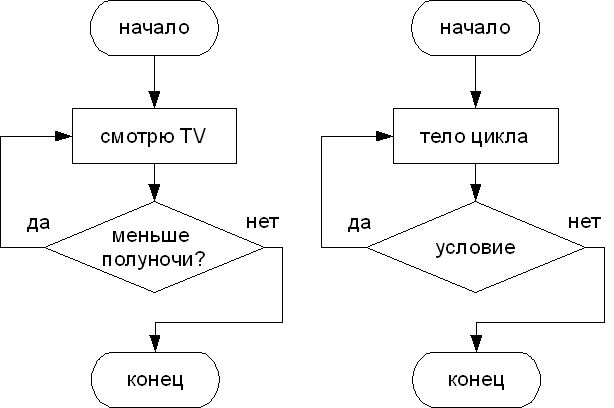 начало
смотрю TV
да
нет
меньше
полуночи?
конец
начало
тело цикла
да
нет
условие
конец